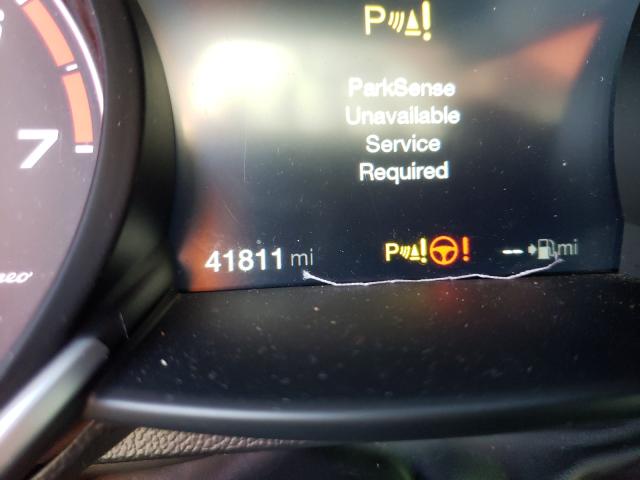 P!
ParkSense
Unavailable
Service
Required
7
41811 mi P! ! -- mi